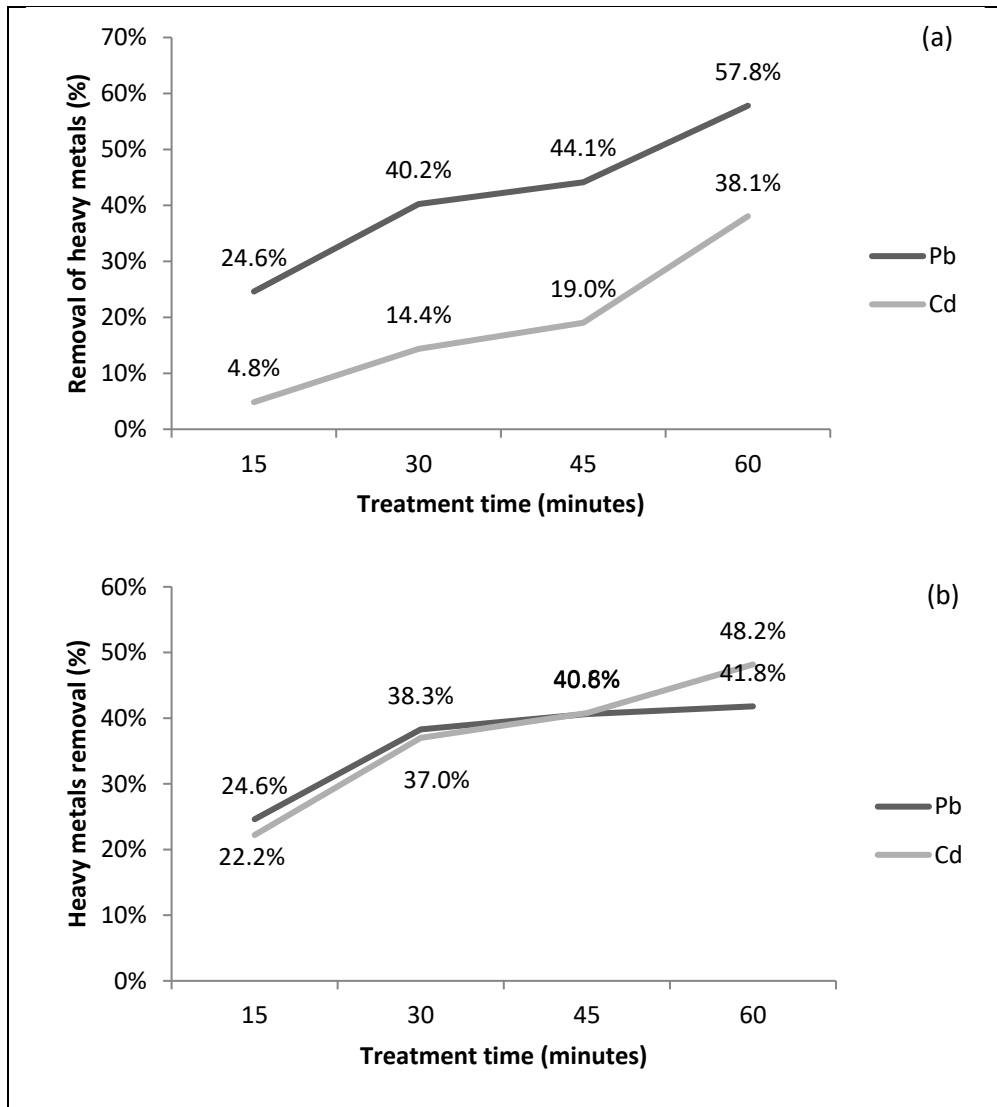 (a)
70%
60%
50%
40%
30%
20%
10%
0%
Removal of heavy metals (%)
24.6%
40.2%
44.1%
57.8%
4.8%
14.4%
19.0%
38.1%
Pb
Cd
15 30 45 60
Treatment time (minutes)
(b)
60%
50%
40%
30%
20%
10%
0%
Heavy metals removal (%)
24.6%
38.3%
41.8%
22.2%
37.0%
48.2%
Pb
Cd
15 30 45 60
Treatment time (minutes)